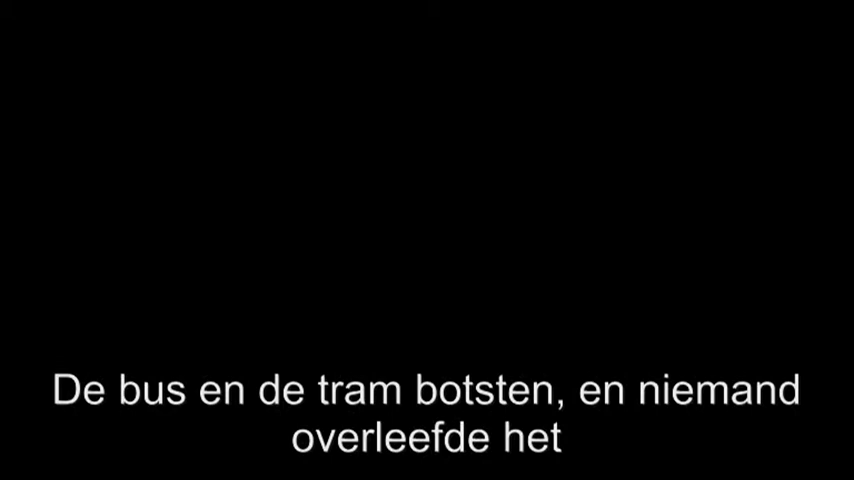 De bus en de tram botsten, en niemand
overleefde het